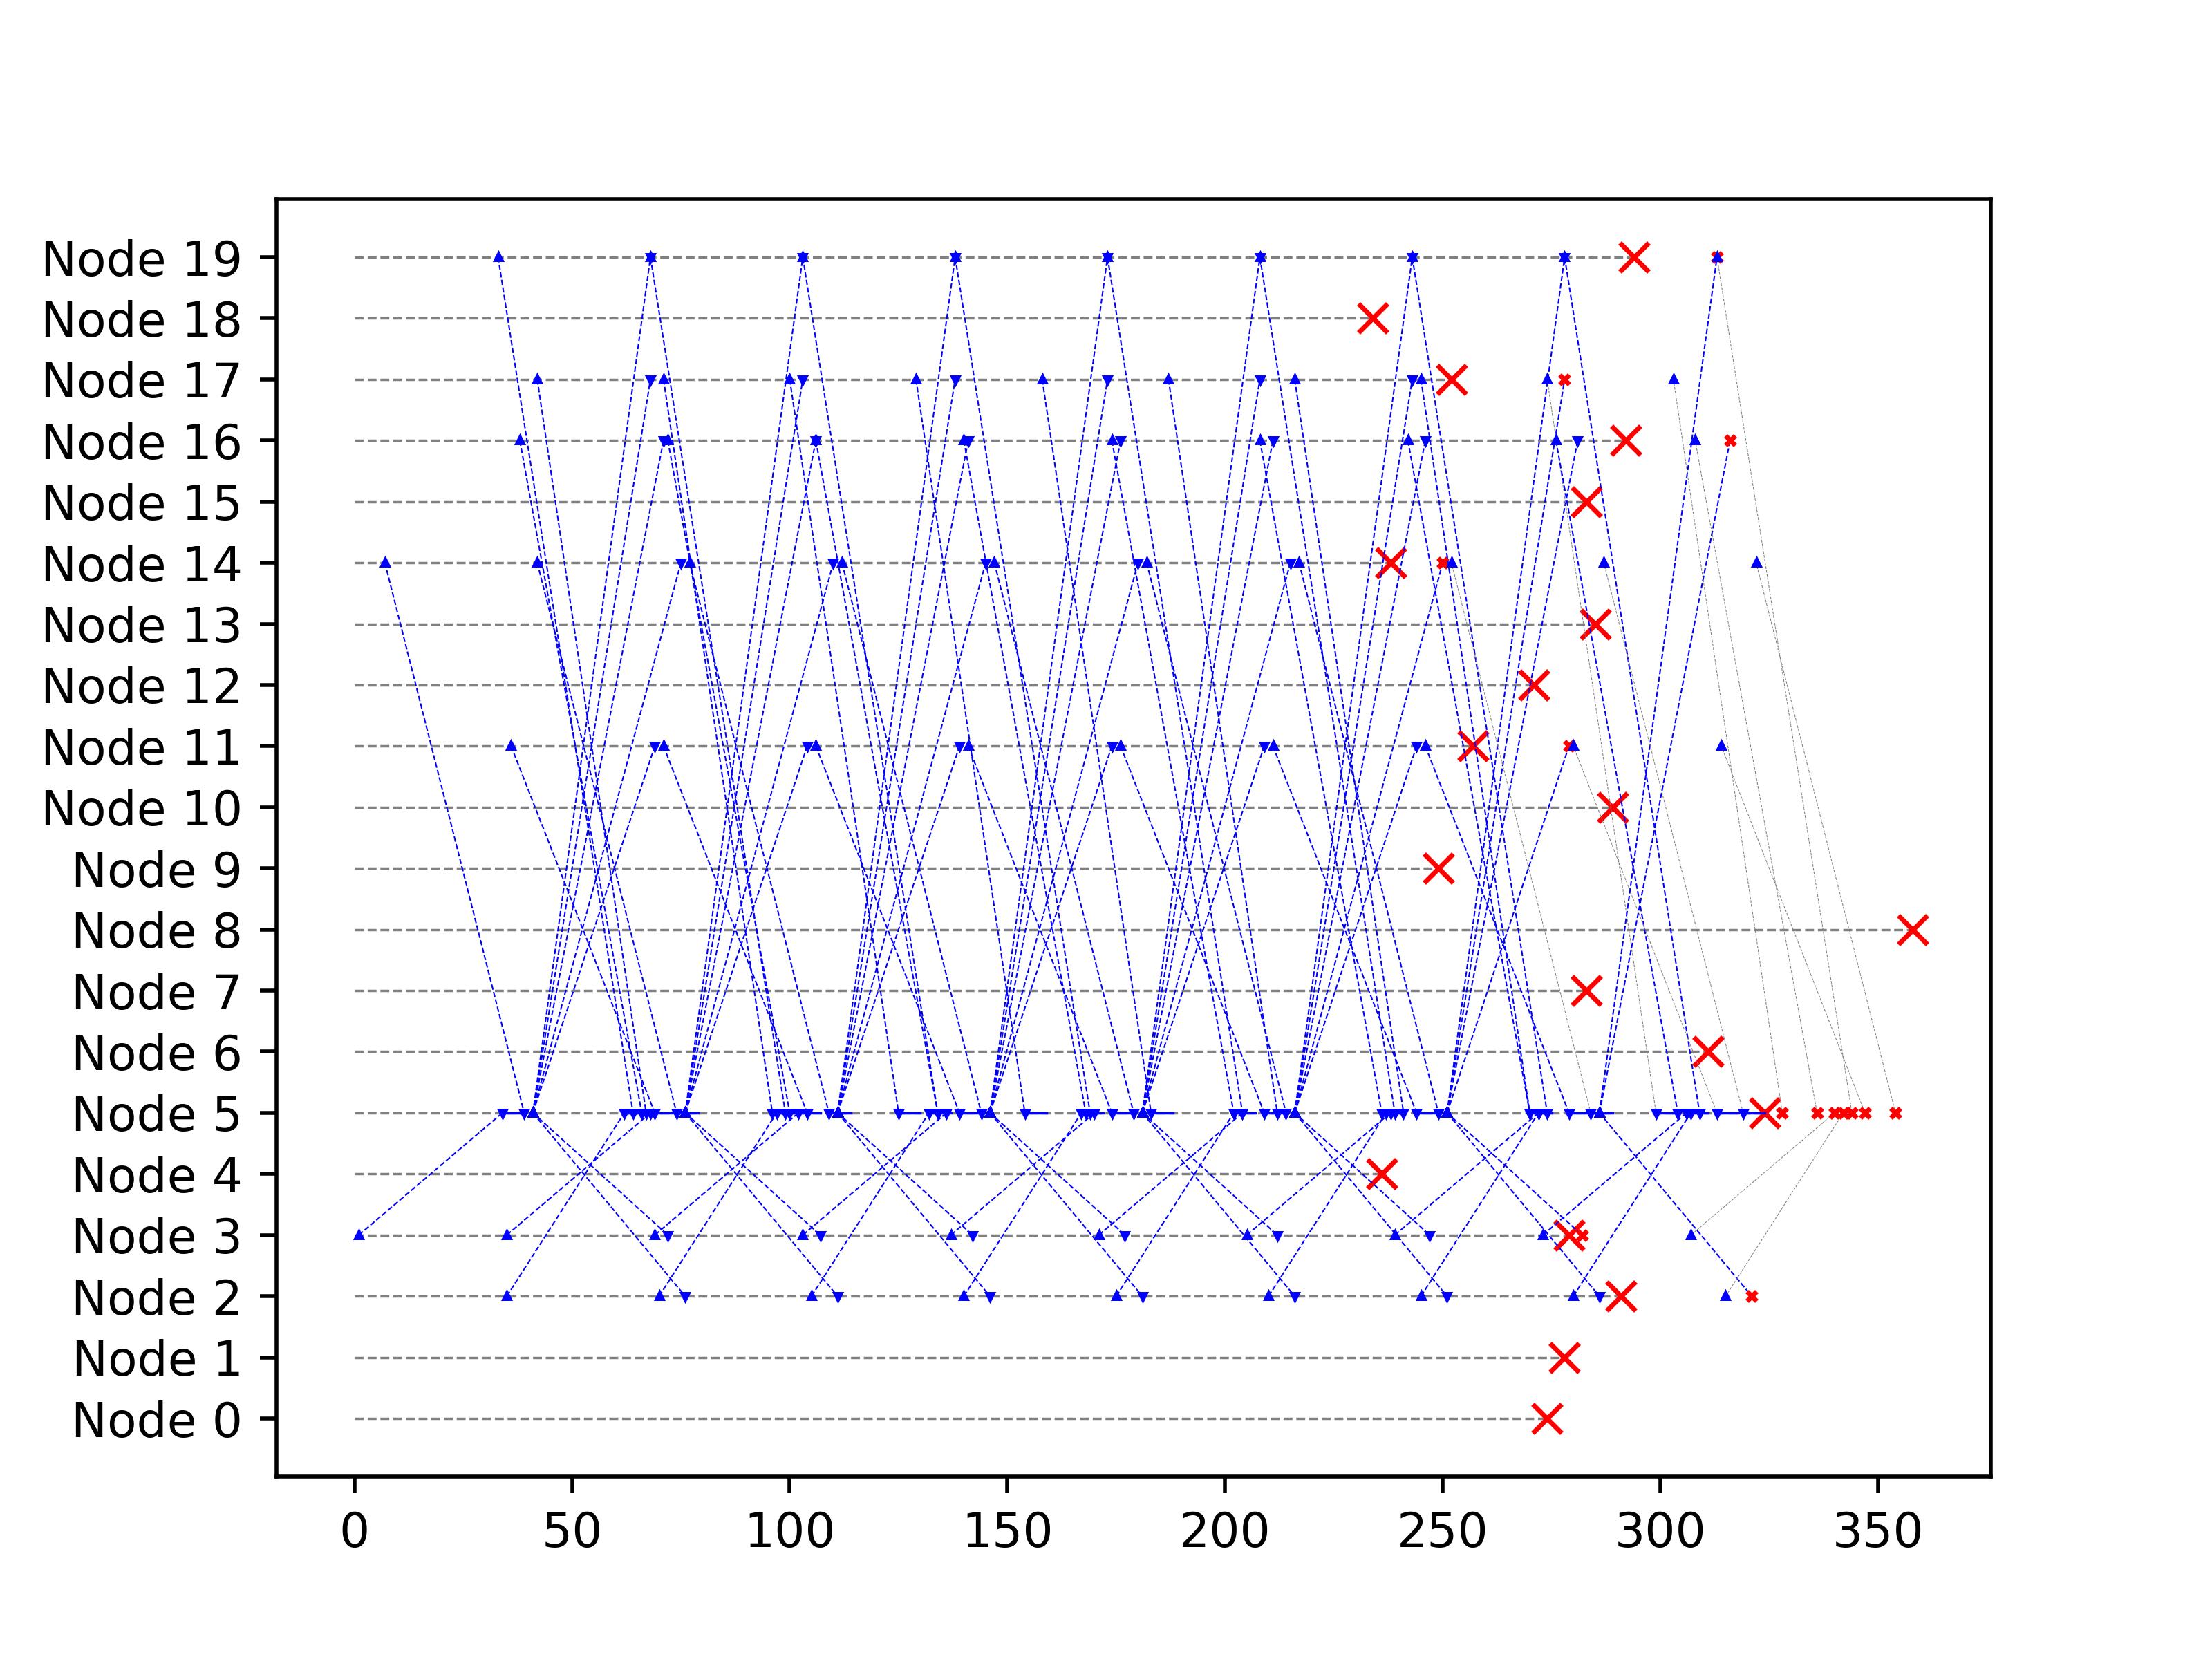 Node 19
Node 18
Node 17
Node 16
Node 15
Node 14
Node 13
Node 12
Node 11
Node 10
Node 9
Node 8
Node 7
Node 6
Node 5
Node 4
Node 3
Node 2
Node 1
Node 0
0 50 100 150 200 250 300 350